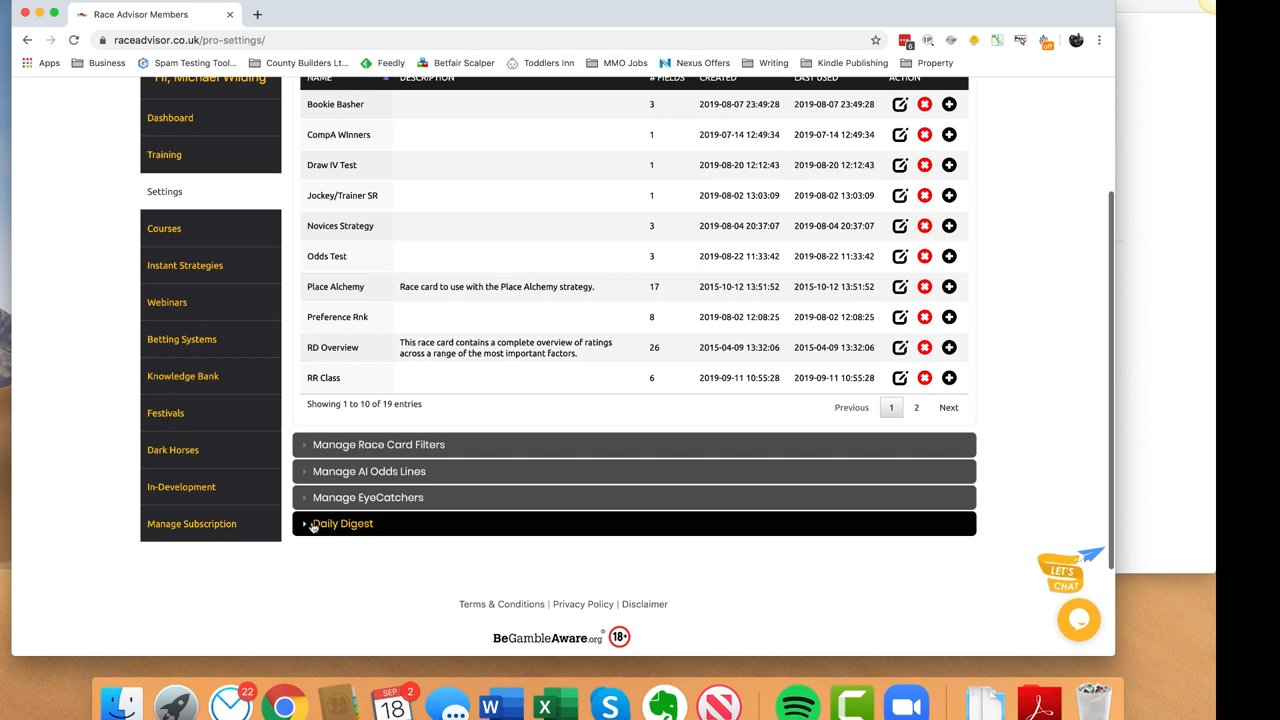 Race Advisor Members
raceadvisor.co.uk/pro-settings/
6
off
Apps Business Spam Testing Tool... County Builders Lt... Feedly Betfair Scalper Toddlers Inn MMO Jobs Nexus Offers Writing Kindle Publishing Property
Hi, Michael Wilding
Dashboard
Training
Settings
Courses
Instant Strategies
Webinars
Betting Systems
Knowledge Bank
Festivals
Dark Horses
In-Development
Manage Subscription
NAME DESCRIPTION # FIELDS CREATED LAST USED ACTION
Bookie Basher 3 2019-08-07 23:49:28 2019-08-07 23:49:28
CompA WInners 1 2019-07-14 12:49:34 2019-07-14 12:49:34
Draw IV Test 1 2019-08-20 12:12:43 2019-08-20 12:12:43
Jockey/Trainer SR 1 2019-08-02 13:03:09 2019-08-02 13:03:09
Novices Strategy 3 2019-08-04 20:37:07 2019-08-04 20:37:07
Odds Test 3 2019-08-22 11:33:42 2019-08-22 11:33:42
Place Alchemy Race card to use with the Place Alchemy strategy. 17 2015-10-12 13:51:52 2015-10-12 13:51:52
Preference Rnk 8 2019-08-02 12:08:25 2019-08-02 12:08:25
RD Overview This race card contains a complete overview of ratings across a range of the most important factors. 26 2015-04-09 13:32:06 2015-04-09 13:32:06
RR Class 6 2019-09-11 10:55:28 2019-09-11 10:55:28
Showing 1 to 10 of 19 entries Previous 1 2 Next
Manage Race Card Filters
Manage AI Odds Lines
Manage EyeCatchers
Daily Digest
LET'S
CHAT
Terms & Conditions | Privacy Policy | Disclaimer
BeGambleAware.org® 18+
22
SEP 2
18
W X S